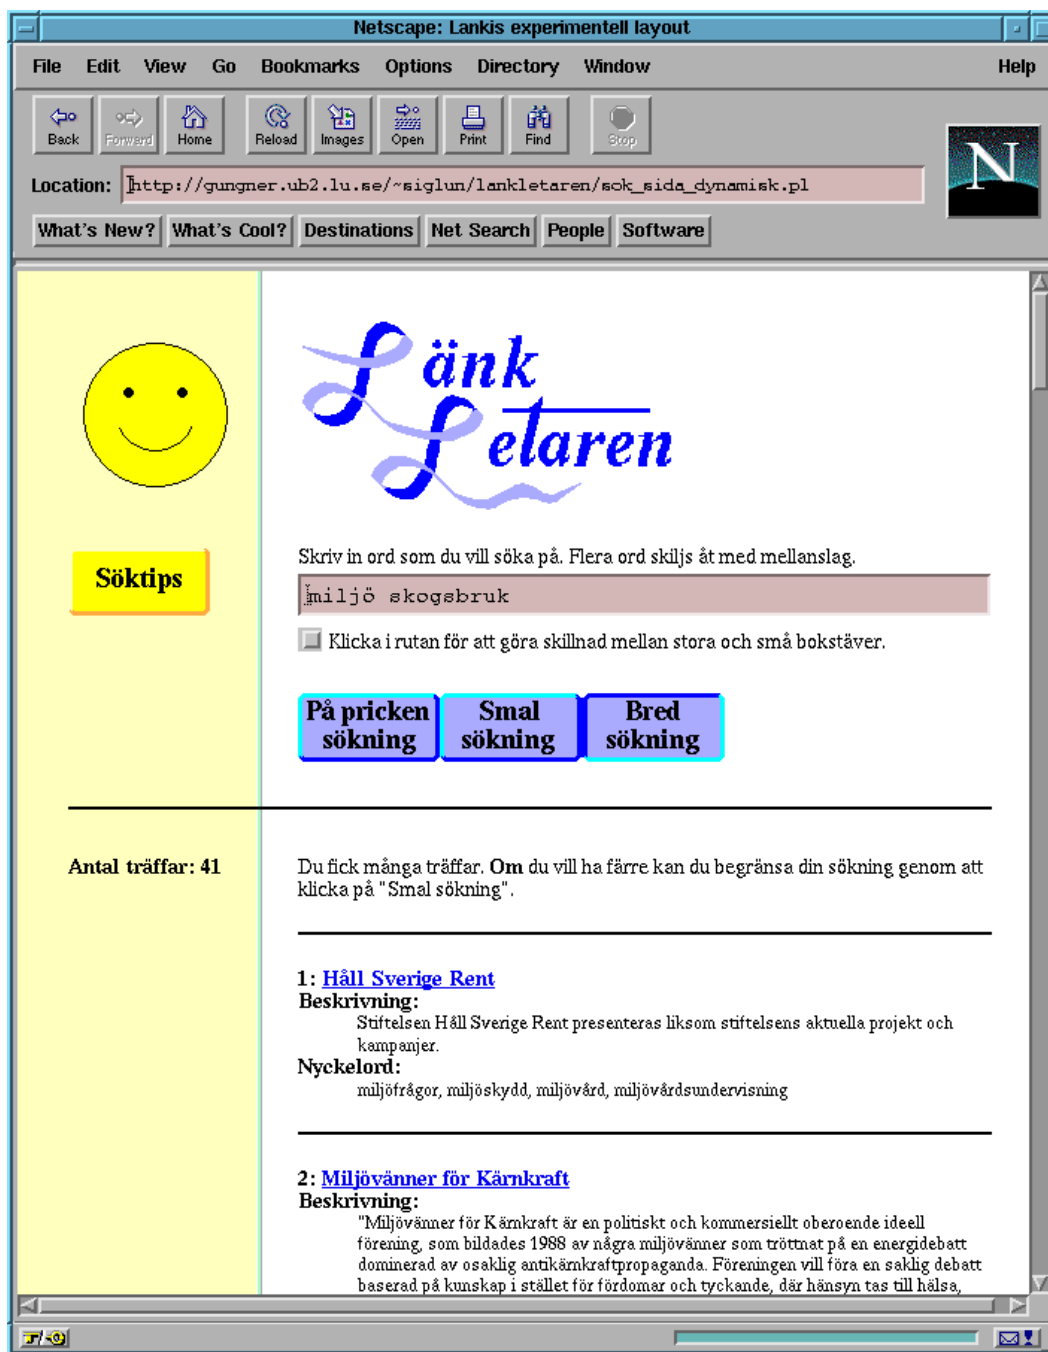 Netscape: Lankis experimentell layout
File Edit View Go Bookmarks Options Directory Window Help
Back Forward Home Reload Images Open Print Find Stop
N
Location: http://gungner.ub2.lu.se/~siglun/lankletaren/sok_sida_dynamisk.pl
What's New? What's Cool? Destinations Net Search People Software
Länk
Letaren
Skriv in ord som du vill söka på. Flera ord skiljs åt med mellanslag.
Söktips
miljö skogsbruk
Klicka i rutan för att göra skillnad mellan stora och små bokstäver.
På pricken sökning
Smal sökning
Bred sökning
Antal träffar: 41
Du fick många träffar. Om du vill ha färre kan du begränsa din sökning genom att
klicka på "Smal sökning".
1: Håll Sverige Rent
Beskrivning:
Stiftelsen Håll Sverige Rent presenteras liksom stiftelsens aktuella projekt och
kampanjer.
Nyckelord:
miljöfrågor, miljöskydd, miljövård, miljövårdsundervisning
2: Miljövänner för Kärnkraft
Beskrivning:
"Miljövänner för Kärnkraft är en politiskt och kommersiellt oberoende ideell
förening, som bildades 1988 av några miljövänner som tröttnat på en energidebatt
dominerad av osaklig antikärnkraftpropaganda. Föreningen vill föra en saklig debatt
baserad på kunskap i stället för fördomar och tyckande, där hänsyn tas till hälsa,